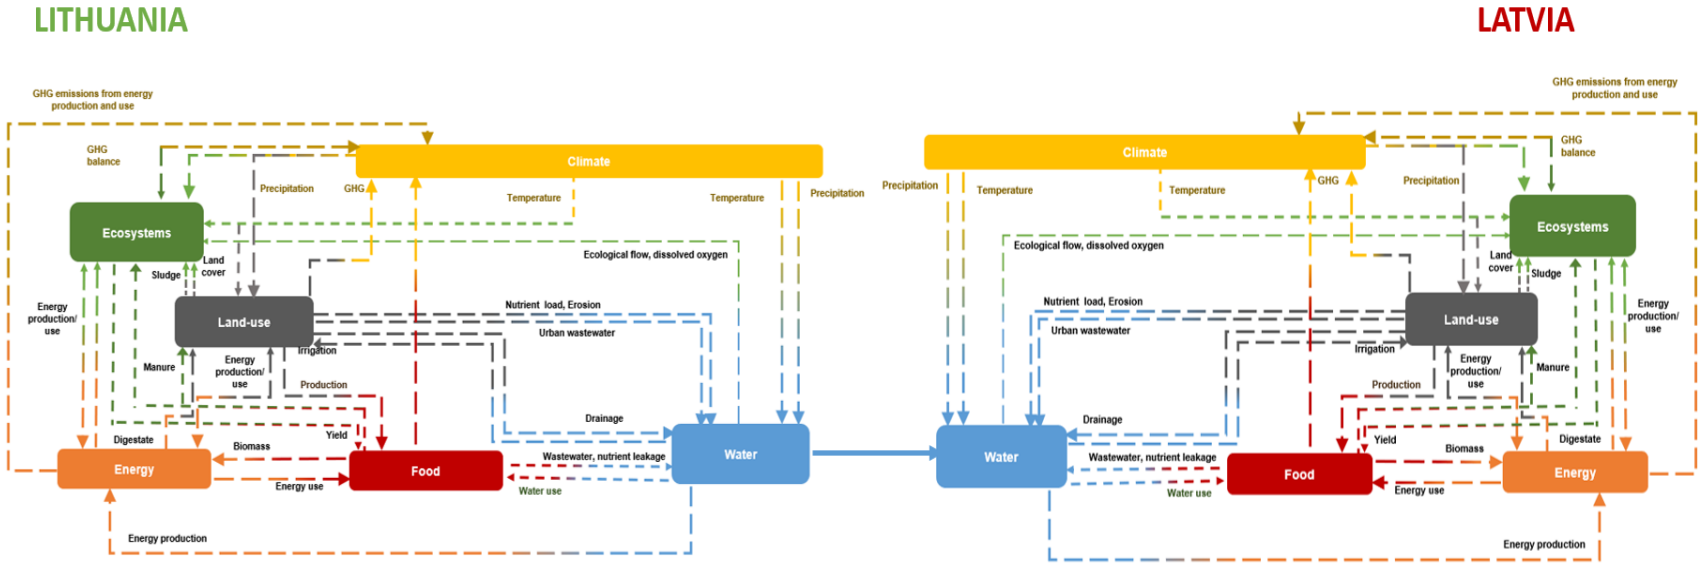 LITHUANIA
LATVIA
GHG emissions from energy
production and use
GHG
balance
Climate
Precipitation
GHG
Temperature
Temperature
Precipitation
Ecosystems
Ecological flow, dissolved oxygen
Sludge
Land
cover
Energy
production/
use
Land-use
Nutrient load, Erosion
Urban wastewater
Irrigation
Manure
Energy
production/
use
Production
Drainage
Yield
Digestate
Biomass
Energy
Food
Water
Wastewater, nutrient leakage
Energy use
Water use
Energy production
GHG emissions from energy
production and use
Climate
GHG
balance
Precipitation
Temperature
Temperature
GHG
Precipitation
Ecosystems
Ecological flow, dissolved oxygen
Land
cover
Sludge
Nutrient load, Erosion
Urban wastewater
Land-use
Energy
production/
use
Irrigation
Energy
production/
use
Manure
Production
Drainage
Yield
Biomass
Digestate
Water
Wastewater, nutrient leakage
Food
Energy
Energy use
Water use
Energy production